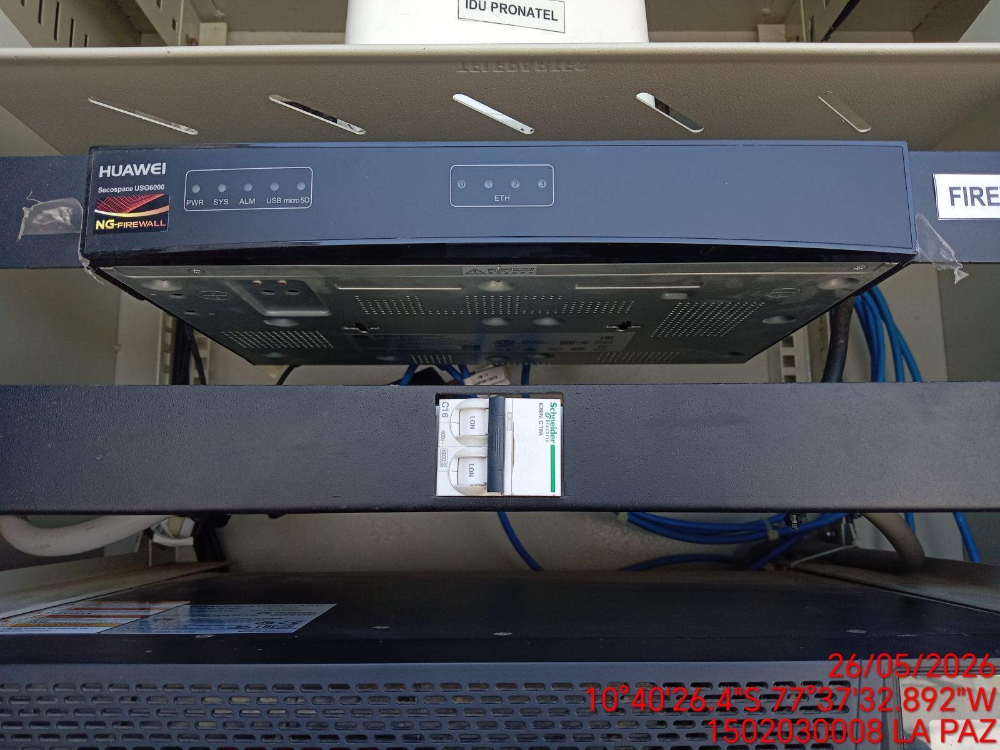 IDU PRONATEL
HUAWEI
Secospace USG6000
NG-FIREWALL
PWR SYS ALM USB micro SD
0 1 2 3
ETH
FIRE
WARRANTY VOID
C16
400V~
6000 3
I.ON
I.ON
Schneider
Electric
iC60N C16A
26/05/2026
10°40'26.4"S 77°37'32.892"W
1502030008 LA PAZ